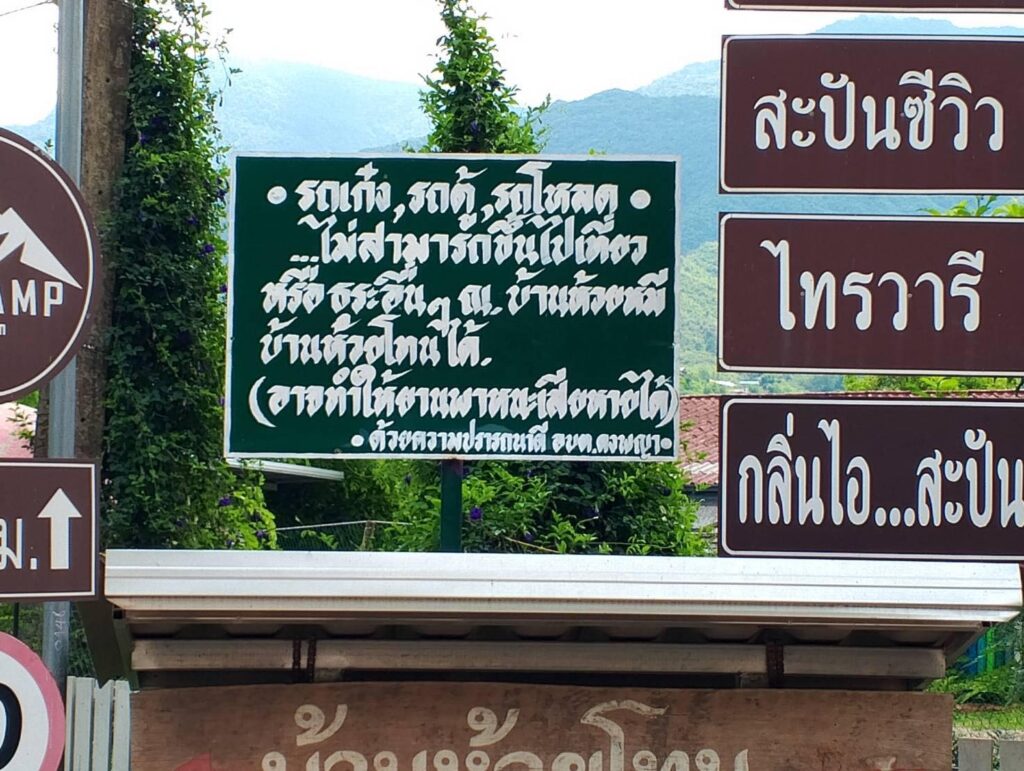 • รถเก๋ง, รถตู้, รถโหลด •
...ไม่สามารถขึ้นไปเที่ยว
หรือ ธุระอื่นๆ ณ. บ้านห้วยหมี
บ้านห้วยโทนได้.
(อาจทำให้ยานพาหนะเสียหายได้)
• ด้วยความปรารถนาดี อบต.ดงพญา •
สะปันซีวิว
ไทรวารี
กลิ่นไอ...สะปัน
AMP
ม. ↑
บ้านห้วยโทน